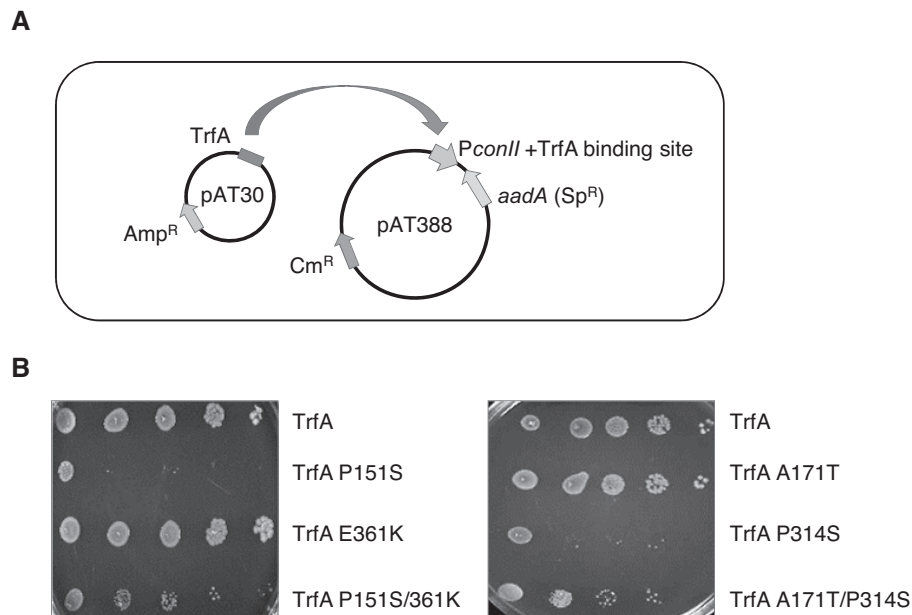 A
TrfA
PconII +TrfA binding site
pAT30
aadA (SpR)
pAT388
AmpR
CmR
B
TrfA
TrfA P151S
TrfA E361K
TrfA P151S/361K
TrfA
TrfA A171T
TrfA P314S
TrfA A171T/P314S